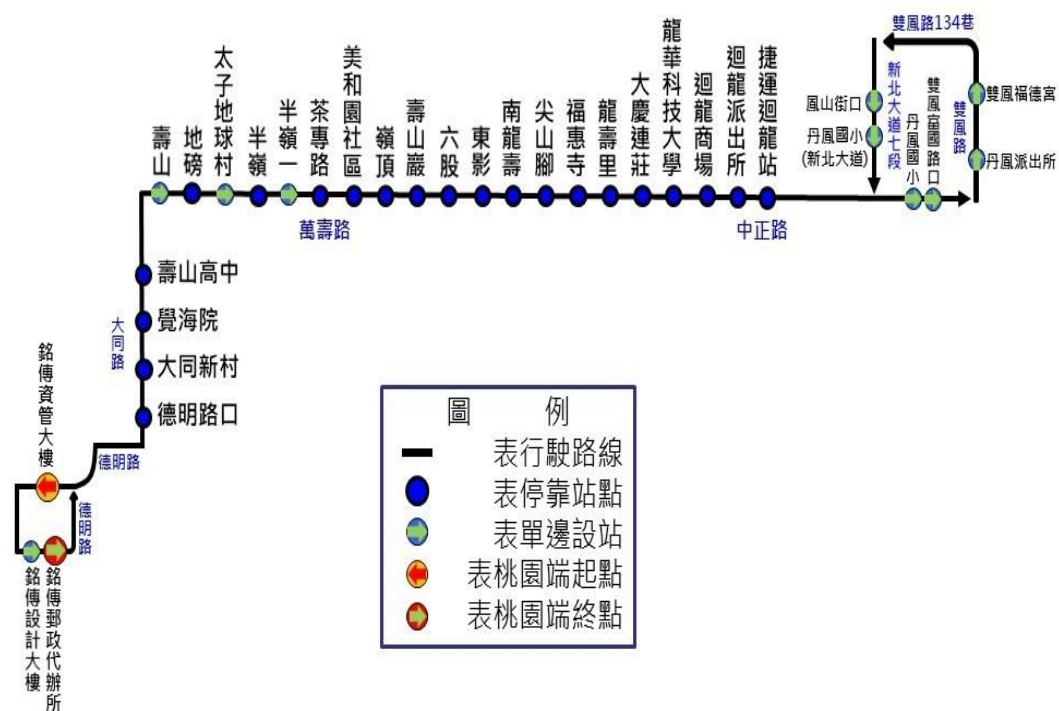 雙鳳路134巷
壽山
地磅
太子地球村
半嶺
半嶺一
茶專路
美和園社區
嶺頂
壽山巖
六股
東影
南龍壽
尖山腳
福惠寺
龍壽里
大慶連莊
龍華科技大學
迴龍商場
迴龍派出所
捷運迴龍站
鳳山街口
丹鳳國小
(新北大道)
新北大道七段
丹鳳國小
雙鳳富國路口
雙鳳路
雙鳳福德宮
丹鳳派出所
萬壽路
中正路
壽山高中
覺海院
大同新村
德明路口
大同路
銘傳資管大樓
德明路
德明路
銘傳設計大樓
銘傳郵政代辦所
圖 例
表行駛路線
表停靠站點
表單邊設站
表桃園端起點
表桃園端終點